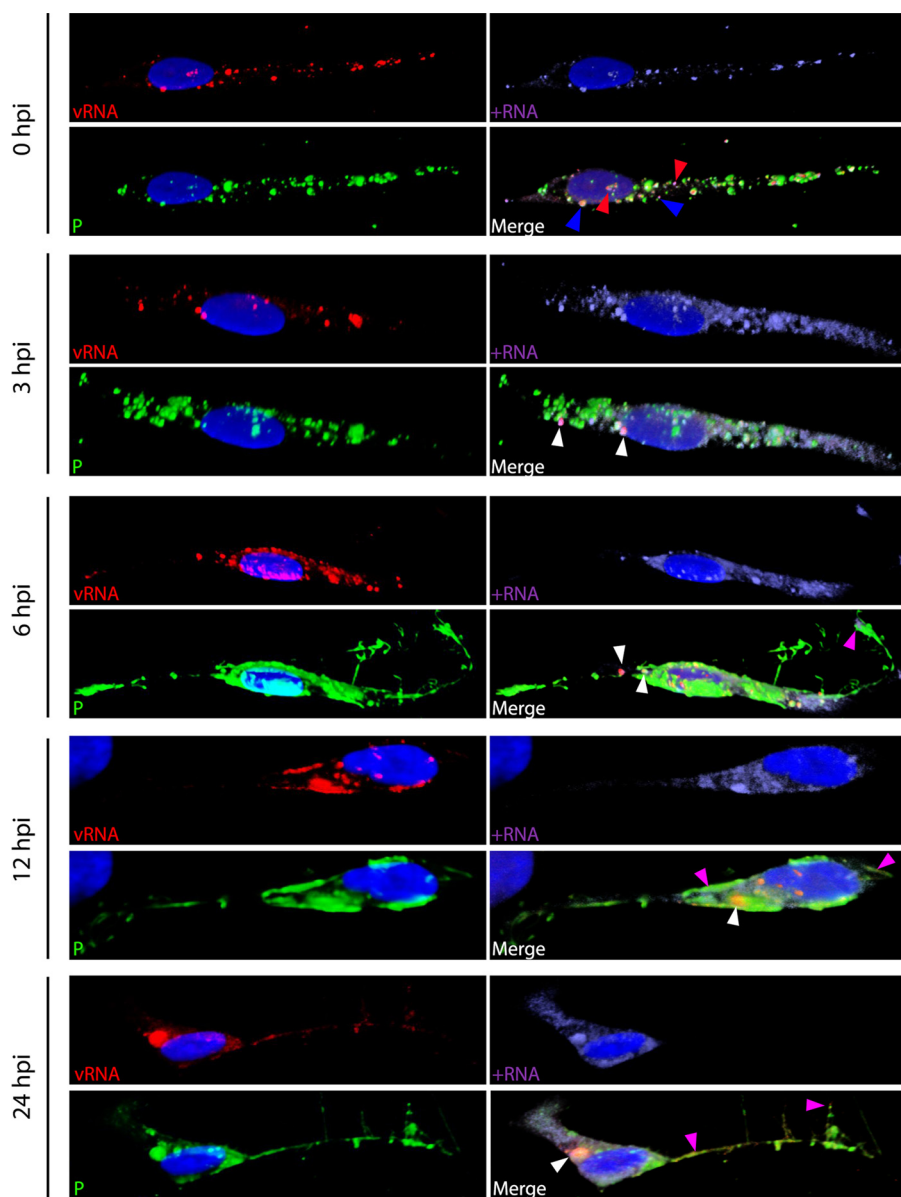 0 hpi
vRNA
+RNA
P
Merge
3 hpi
vRNA
+RNA
P
Merge
6 hpi
vRNA
+RNA
P
Merge
12 hpi
vRNA
+RNA
P
Merge
24 hpi
vRNA
+RNA
P
Merge